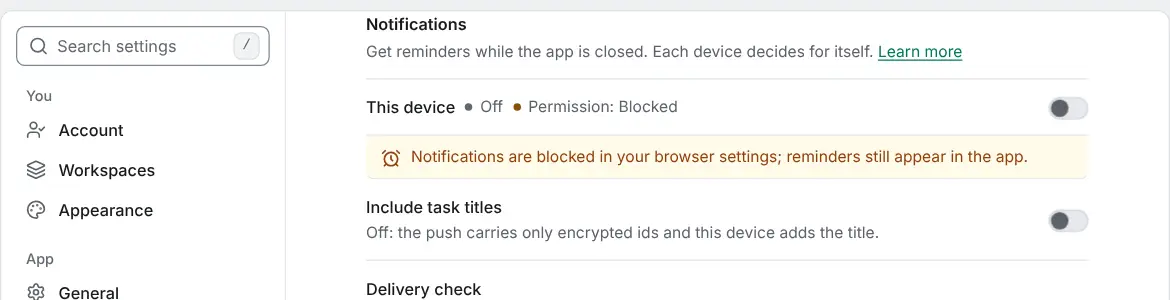 Search settings /
You
Account
Workspaces
Appearance
App
General
Notifications
Get reminders while the app is closed. Each device decides for itself. Learn more
This device • Off • Permission: Blocked
Notifications are blocked in your browser settings; reminders still appear in the app.
Include task titles
Off: the push carries only encrypted ids and this device adds the title.
Delivery check